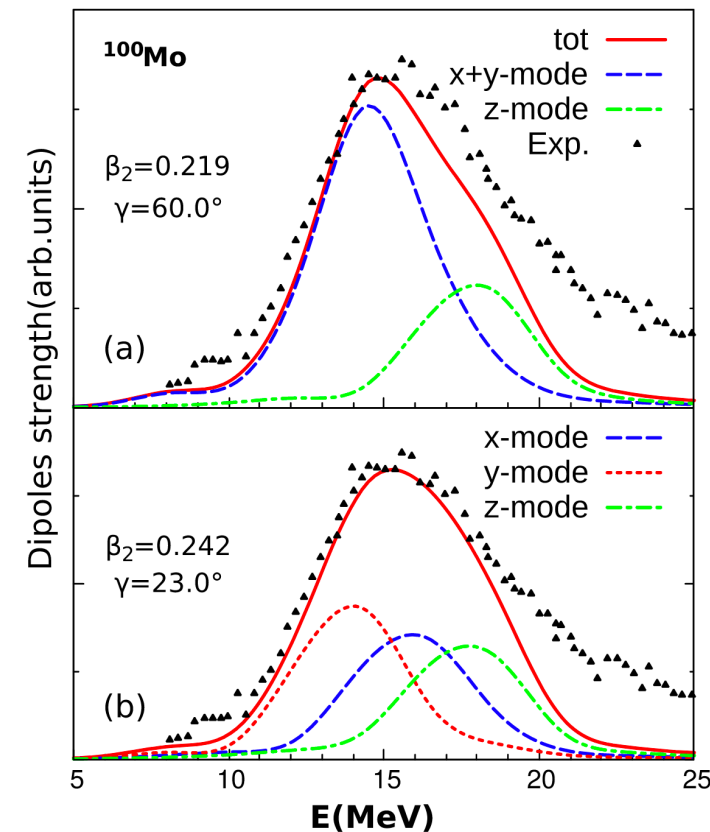 ¹⁰⁰Mo
tot
x+y-mode
z-mode
Exp.
β₂=0.219
γ=60.0°
(a)
Dipoles strength(arb.units)
x-mode
y-mode
z-mode
β₂=0.242
γ=23.0°
(b)
5 10 15 20 25
E(MeV)